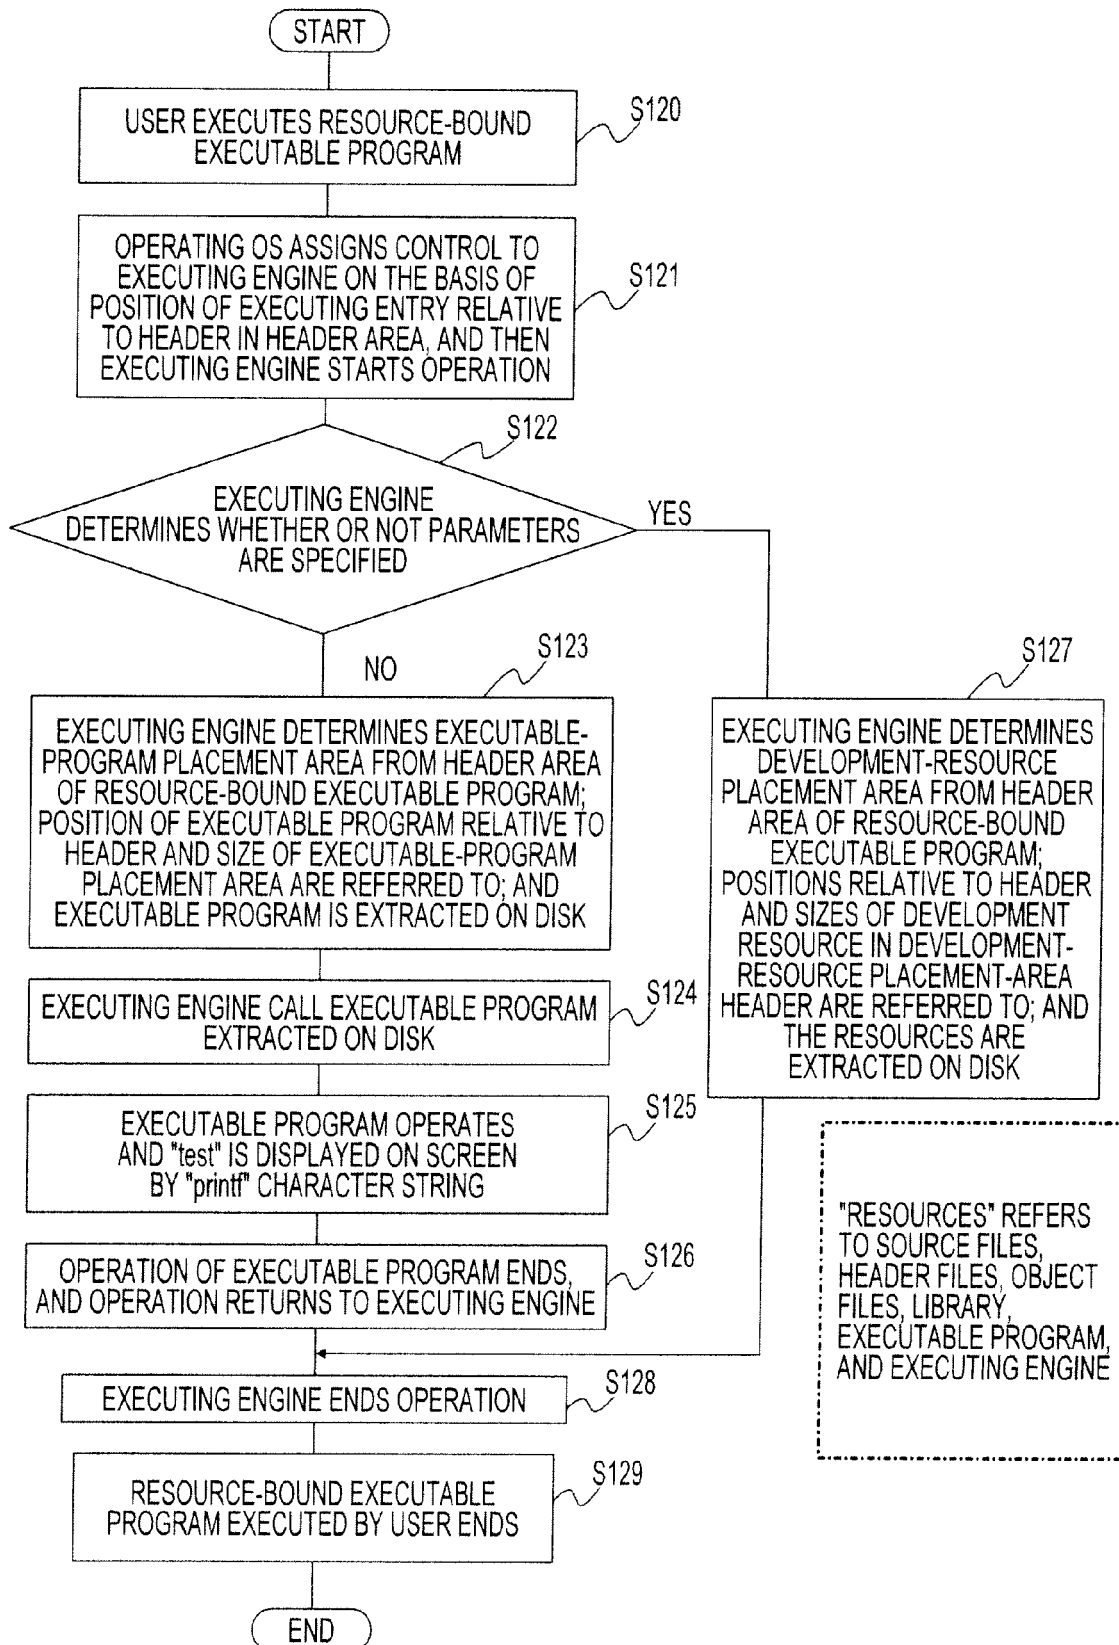 START
USER EXECUTES RESOURCE-BOUND
EXECUTABLE PROGRAM
S120
OPERATING OS ASSIGNS CONTROL TO
EXECUTING ENGINE ON THE BASIS OF
POSITION OF EXECUTING ENTRY RELATIVE
TO HEADER IN HEADER AREA, AND THEN
EXECUTING ENGINE STARTS OPERATION
S121
S122
EXECUTING ENGINE
DETERMINES WHETHER OR NOT PARAMETERS
ARE SPECIFIED
YES
NO
S123
EXECUTING ENGINE DETERMINES EXECUTABLE-
PROGRAM PLACEMENT AREA FROM HEADER AREA
OF RESOURCE-BOUND EXECUTABLE PROGRAM;
POSITION OF EXECUTABLE PROGRAM RELATIVE TO
HEADER AND SIZE OF EXECUTABLE-PROGRAM
PLACEMENT AREA ARE REFERRED TO; AND
EXECUTABLE PROGRAM IS EXTRACTED ON DISK
S127
EXECUTING ENGINE DETERMINES
DEVELOPMENT-RESOURCE
PLACEMENT AREA FROM HEADER
AREA OF RESOURCE-BOUND
EXECUTABLE PROGRAM;
POSITIONS RELATIVE TO HEADER
AND SIZES OF DEVELOPMENT
RESOURCE IN DEVELOPMENT-
RESOURCE PLACEMENT-AREA
HEADER ARE REFERRED TO; AND
THE RESOURCES ARE
EXTRACTED ON DISK
EXECUTING ENGINE CALL EXECUTABLE PROGRAM
EXTRACTED ON DISK
S124
EXECUTABLE PROGRAM OPERATES
AND "test" IS DISPLAYED ON SCREEN
BY "printf" CHARACTER STRING
S125
OPERATION OF EXECUTABLE PROGRAM ENDS,
AND OPERATION RETURNS TO EXECUTING ENGINE
S126
"RESOURCES" REFERS
TO SOURCE FILES,
HEADER FILES, OBJECT
FILES, LIBRARY,
EXECUTABLE PROGRAM,
AND EXECUTING ENGINE
EXECUTING ENGINE ENDS OPERATION
S128
RESOURCE-BOUND EXECUTABLE
PROGRAM EXECUTED BY USER ENDS
S129
END